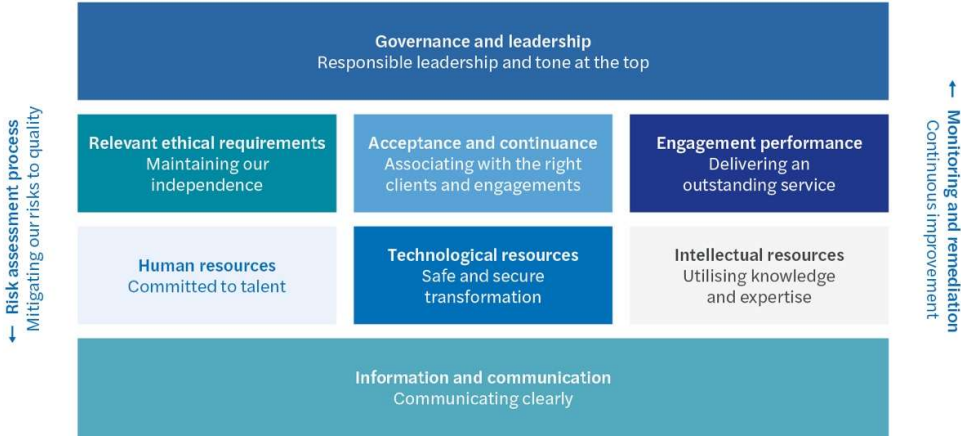 Governance and leadership
Responsible leadership and tone at the top
← Risk assessment process
Mitigating our risks to quality
Relevant ethical requirements
Maintaining our
independence
Acceptance and continuance
Associating with the right
clients and engagements
Engagement performance
Delivering an
outstanding service
Human resources
Committed to talent
Technological resources
Safe and secure
transformation
Intellectual resources
Utilising knowledge
and expertise
← Monitoring and remediation
Continuous improvement
Information and communication
Communicating clearly